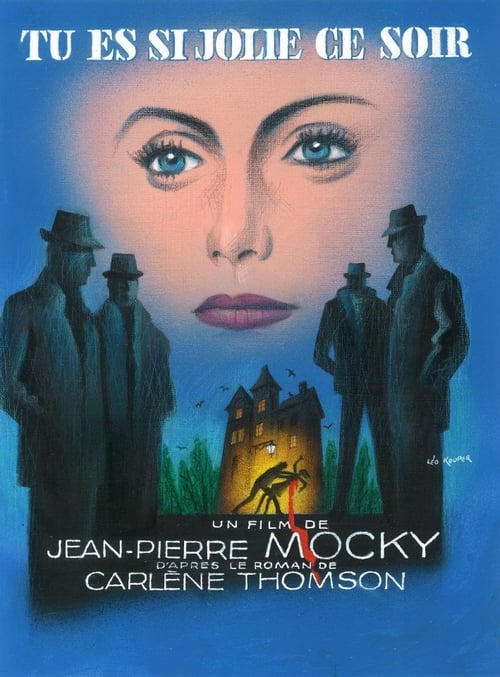 TU ES SI JOLIE CE SOIR
LÉO KOUPER
UN FILM DE
JEAN-PIERRE MOCKY
D'APRÈS LE ROMAN DE
CARLÈNE THOMSON